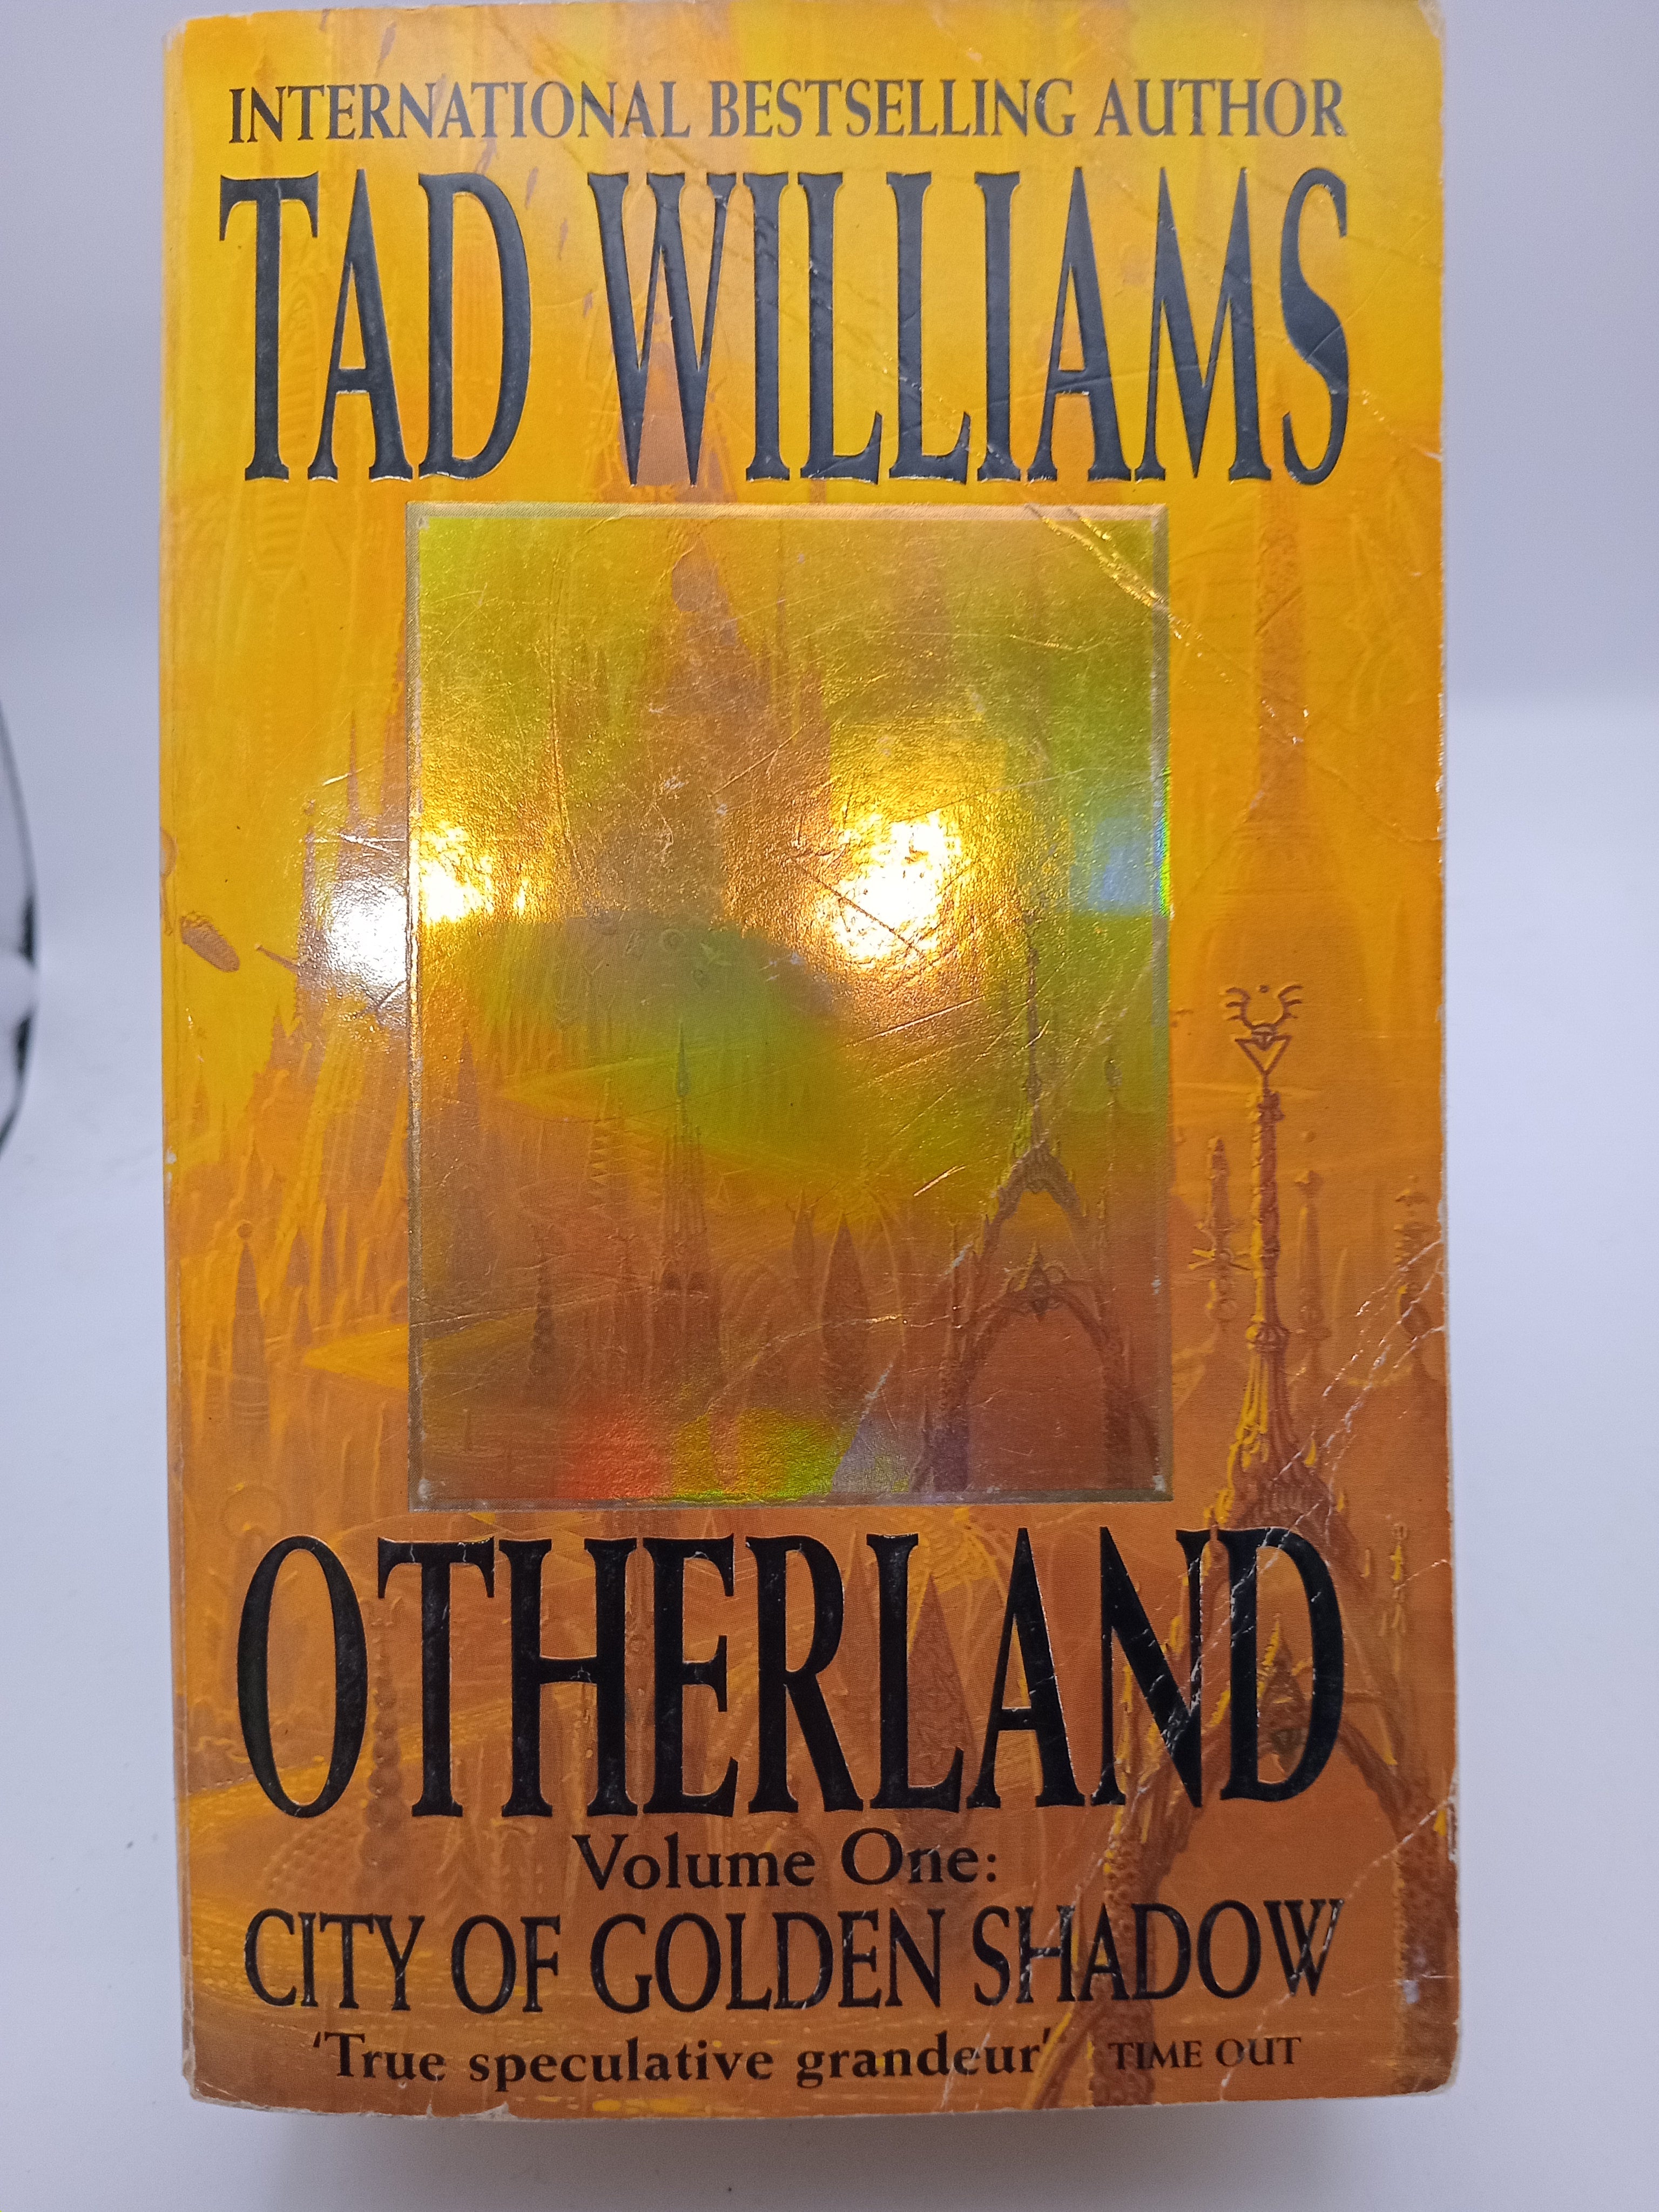 INTERNATIONAL BESTSELLING AUTHOR
TAD WILLIAMS
OTHERLAND
Volume One:
CITY OF GOLDEN SHADOW
'True speculative grandeur' TIME OUT